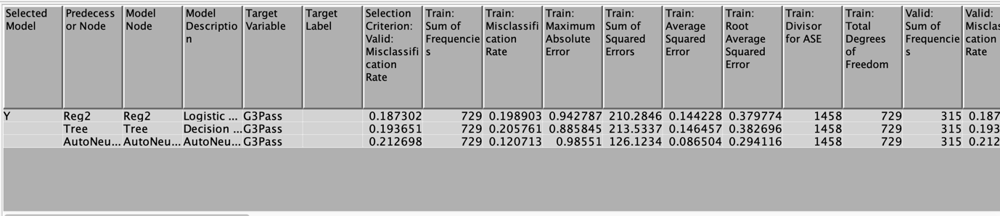 Selected Model Predecess or Node Model Node Model Descriptio n Target Variable Target Label Selection Criterion: Valid: Misclassifi cation Rate Train: Sum of Frequencie s Train: Misclassifi cation Rate Train: Maximum Absolute Error Train: Sum of Squared Errors Train: Average Squared Error Train: Root Average Squared Error Train: Divisor for ASE Train: Total Degrees of Freedom Valid: Sum of Frequencie s Valid: Misclas cation Rate
Y Reg2 Reg2 Logistic ... G3Pass 0.187302 729 0.198903 0.942787 210.2846 0.144228 0.379774 1458 729 315 0.187
Tree Tree Decision ... G3Pass 0.193651 729 0.205761 0.885845 213.5337 0.146457 0.382696 1458 729 315 0.193
AutoNeu... AutoNeu... AutoNeu... G3Pass 0.212698 729 0.120713 0.98551 126.1234 0.086504 0.294116 1458 729 315 0.212